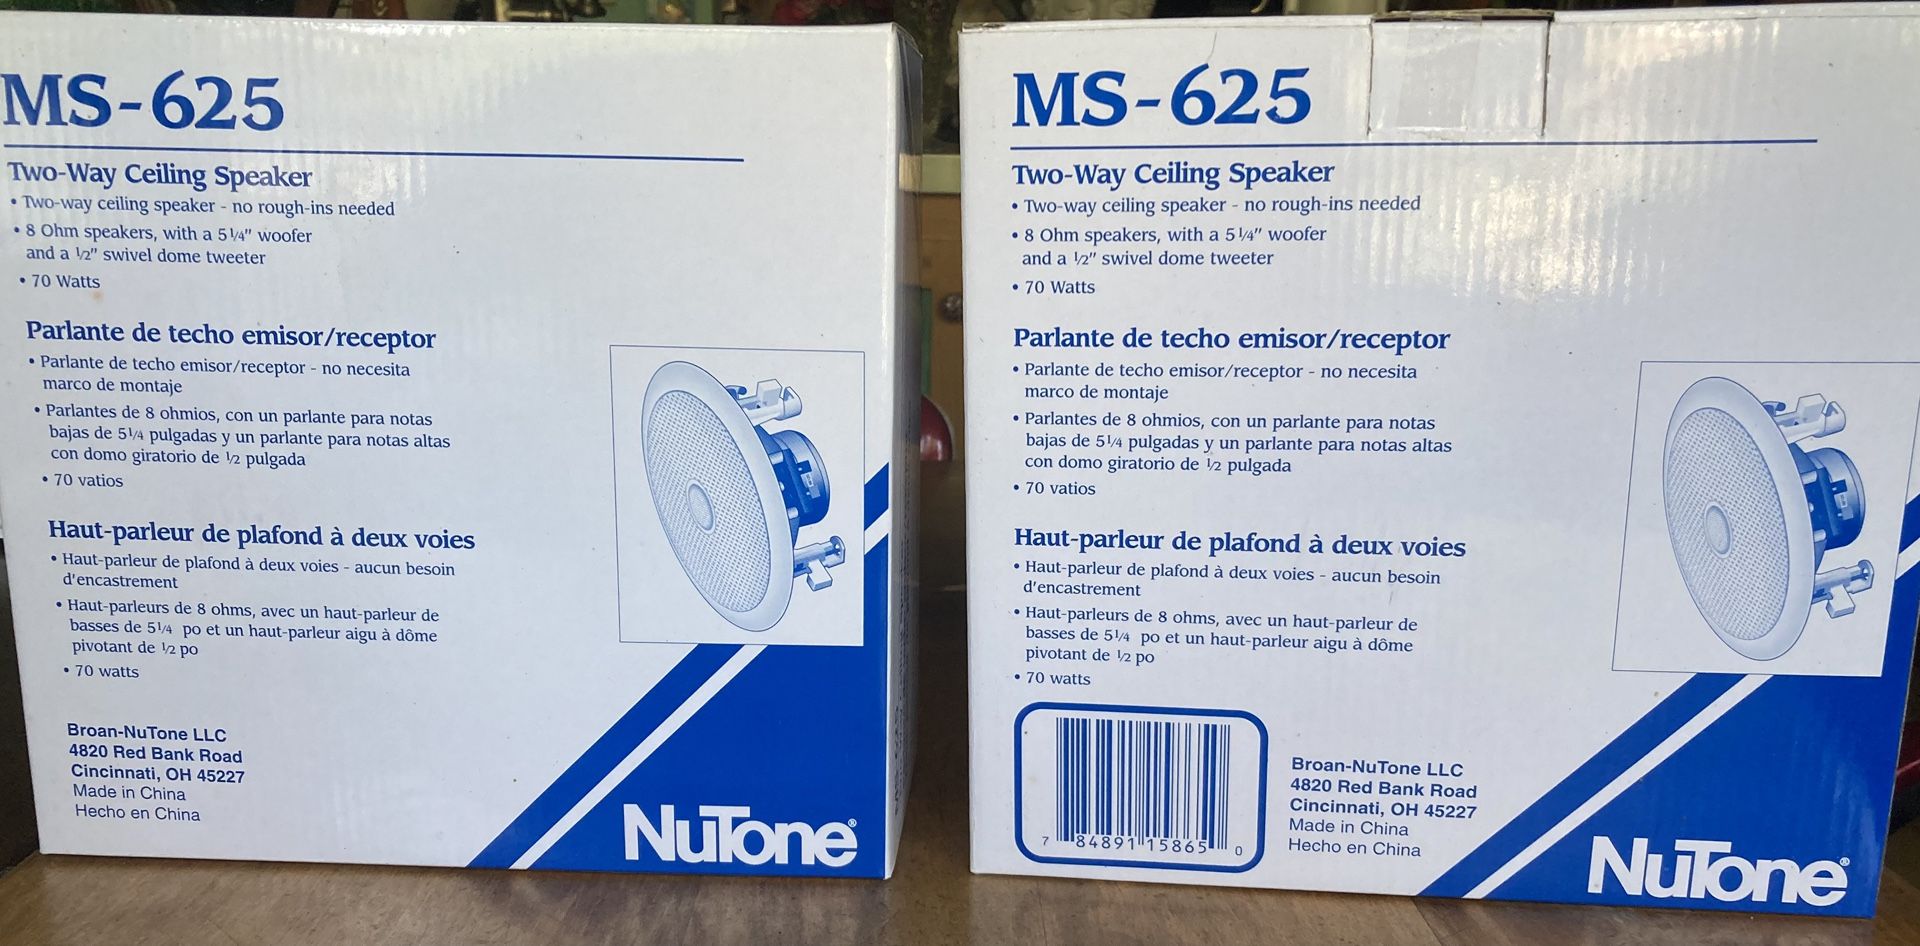 MS-625
Two-Way Ceiling Speaker
• Two-way ceiling speaker - no rough-ins needed
• 8 Ohm speakers, with a 5 1/4" woofer
and a 1/2" swivel dome tweeter
• 70 Watts
Parlante de techo emisor/receptor
• Parlante de techo emisor/receptor - no necesita
marco de montaje
• Parlantes de 8 ohmios, con un parlante para notas
bajas de 5 1/4 pulgadas y un parlante para notas altas
con domo giratorio de 1/2 pulgada
• 70 vatios
Haut-parleur de plafond à deux voies
• Haut-parleur de plafond à deux voies - aucun besoin
d'encastrement
• Haut-parleurs de 8 ohms, avec un haut-parleur de
basses de 5 1/4 po et un haut-parleur aigu à dôme
pivotant de 1/2 po
• 70 watts
Broan-NuTone LLC
4820 Red Bank Road
Cincinnati, OH 45227
Made in China
Hecho en China
NuTone®
MS-625
Two-Way Ceiling Speaker
• Two-way ceiling speaker - no rough-ins needed
• 8 Ohm speakers, with a 5 1/4" woofer
and a 1/2" swivel dome tweeter
• 70 Watts
Parlante de techo emisor/receptor
• Parlante de techo emisor/receptor - no necesita
marco de montaje
• Parlantes de 8 ohmios, con un parlante para notas
bajas de 5 1/4 pulgadas y un parlante para notas altas
con domo giratorio de 1/2 pulgada
• 70 vatios
Haut-parleur de plafond à deux voies
• Haut-parleur de plafond à deux voies - aucun besoin
d'encastrement
• Haut-parleurs de 8 ohms, avec un haut-parleur de
basses de 5 1/4 po et un haut-parleur aigu à dôme
pivotant de 1/2 po
• 70 watts
7 84891 15865 0
Broan-NuTone LLC
4820 Red Bank Road
Cincinnati, OH 45227
Made in China
Hecho en China
NuTone®